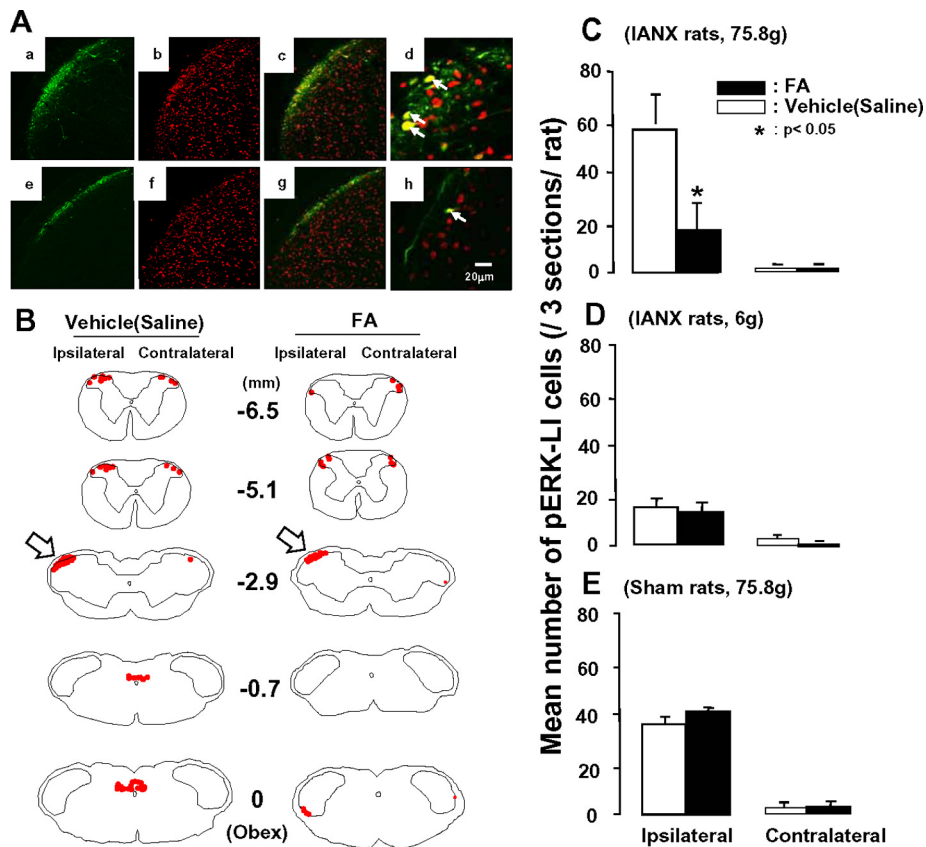 A
a
b
c
d
e
f
g
h
20µm
B
Vehicle(Saline)
FA
Ipsilateral
Contralateral
Ipsilateral
Contralateral
(mm)
-6.5
-5.1
-2.9
-0.7
0
(Obex)
Mean number of pERK-LI cells (/ 3 sections/ rat)
C
(IANX rats, 75.8g)
: FA
: Vehicle(Saline)
* : p< 0.05
80
60
40
20
0
*
D
(IANX rats, 6g)
80
60
40
20
0
E
(Sham rats, 75.8g)
80
60
40
20
0
Ipsilateral
Contralateral